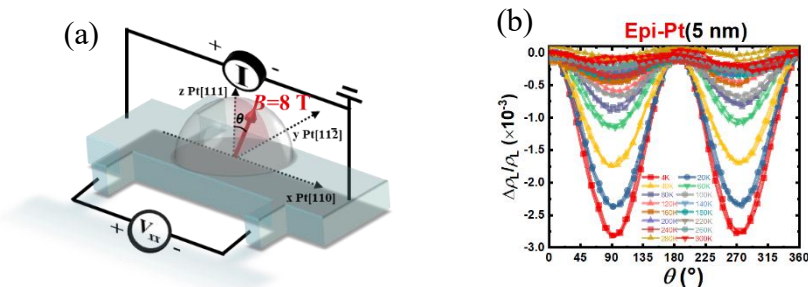 (a)
+
I
-
z Pt[111]
B=8 T
θ
y Pt[112̄]
x Pt[110]
+
Vxx
-
(b)
Epi-Pt(5 nm)
0.0
-0.5
-1.0
-1.5
-2.0
-2.5
-3.0
ΔρL/ρL (×10-3)
4K 20K
40K 60K
80K 100K
120K 140K
160K 180K
200K 220K
240K 260K
280K 300K
0 45 90 135 180 225 270 315 360
θ (°)